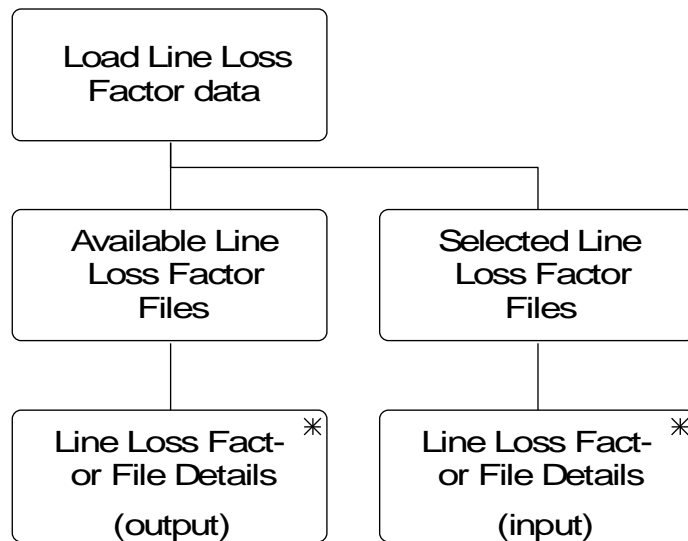 Load Line Loss
Factor data
Available Line
Loss Factor
Files
Selected Line
Loss Factor
Files
Line Loss Fact-
or File Details
(output)
Line Loss Fact-
or File Details
(input)